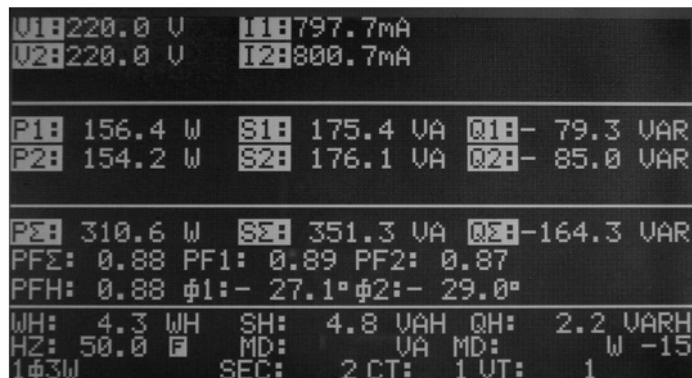 V1:220.0 V I1:797.7mA
V2:220.0 V I2:800.7mA
P1: 156.4 W S1: 175.4 VA Q1:- 79.3 VAR
P2: 154.2 W S2: 176.1 VA Q2:- 85.0 VAR
PΣ: 310.6 W SΣ: 351.3 VA QΣ:-164.3 VAR
PFΣ: 0.88 PF1: 0.89 PF2: 0.87
PFH: 0.88 ϕ1:- 27.1° ϕ2:- 29.0°
WH: 4.3 WH SH: 4.8 VAH QH: 2.2 VARH
HZ: 50.0 F MD: VA MD: W -15
1ϕ3W SEC: 2 CT: 1 VT: 1